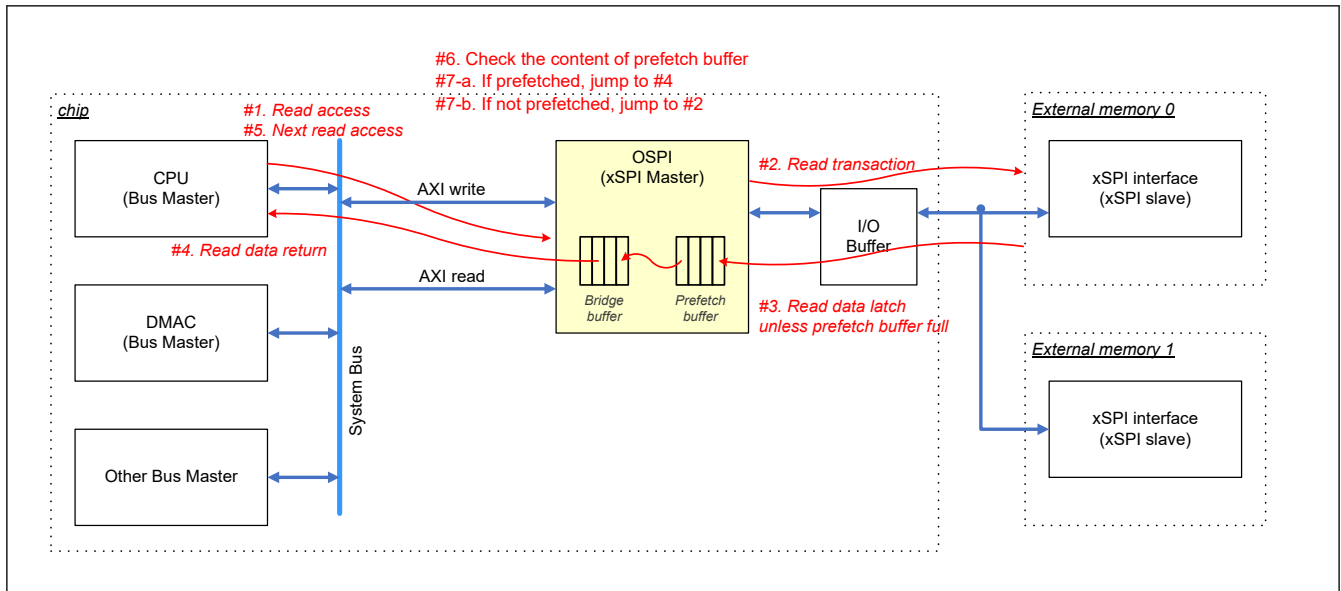 #6. Check the content of prefetch buffer
#7-a. If prefetched, jump to #4
#7-b. If not prefetched, jump to #2
chip
#1. Read access
#5. Next read access
CPU
(Bus Master)
#4. Read data return
DMAC
(Bus Master)
Other Bus Master
System Bus
AXI write
AXI read
OSPI
(xSPI Master)
Bridge
buffer
Prefetch
buffer
#2. Read transaction
I/O
Buffer
#3. Read data latch
unless prefetch buffer full
External memory 0
xSPI interface
(xSPI slave)
External memory 1
xSPI interface
(xSPI slave)